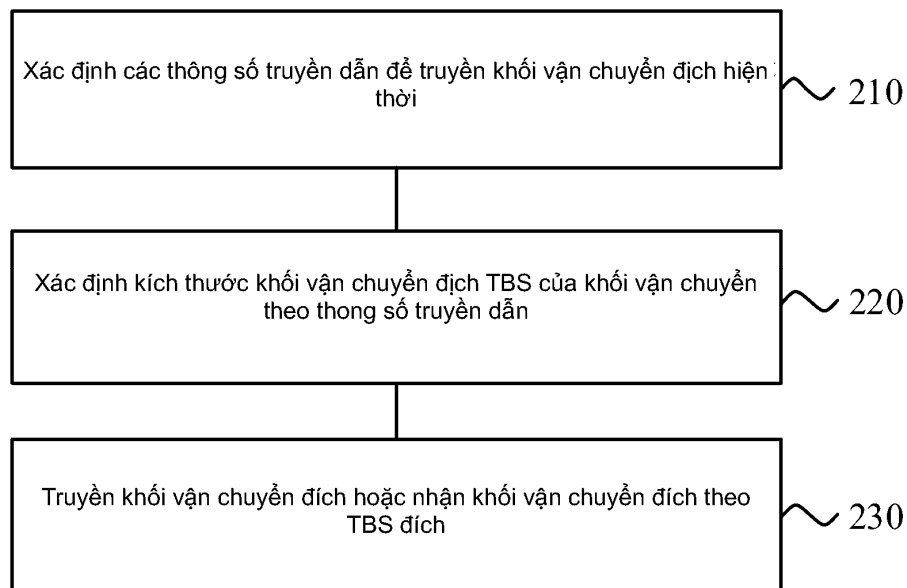 Xác định các thông số truyền dẫn để truyền khối vận chuyển địch hiện
thời
210
Xác định kích thước khối vận chuyển địch TBS của khối vận chuyển
theo thong số truyền dẫn
220
Truyền khối vận chuyển đích hoặc nhận khối vận chuyển đích theo
TBS đích
230